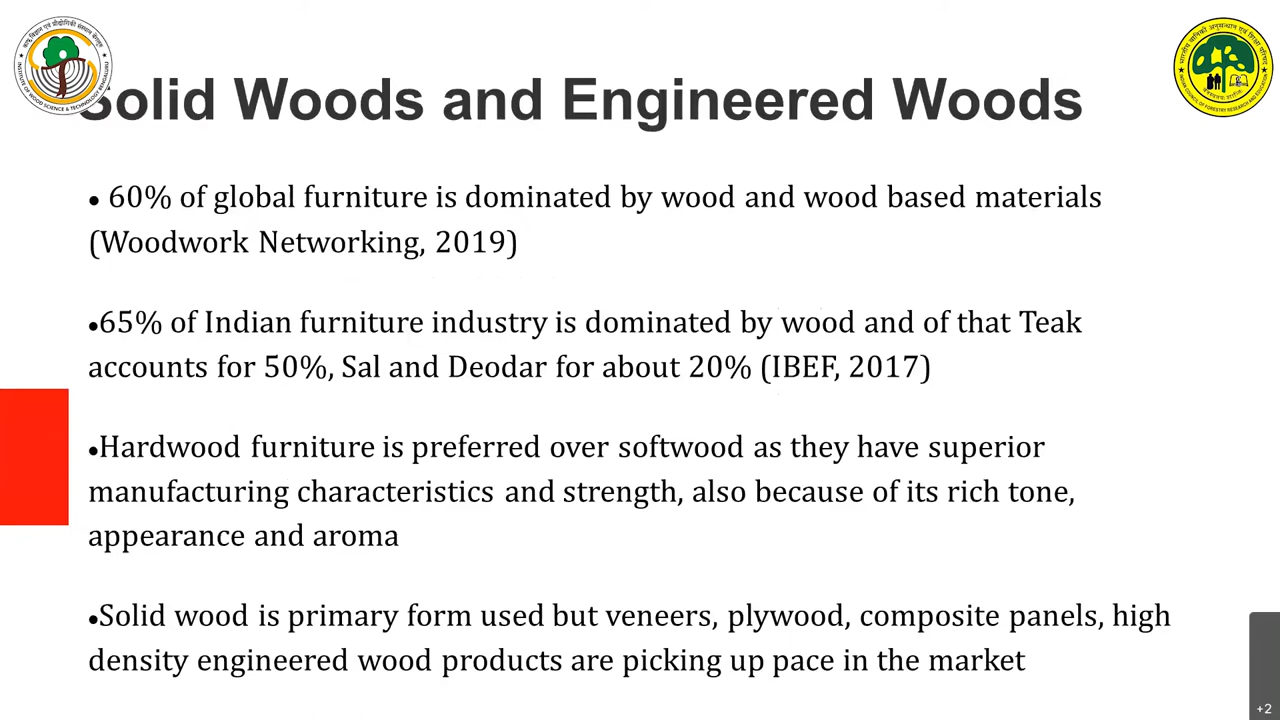 Solid Woods and Engineered Woods
• 60% of global furniture is dominated by wood and wood based materials
(Woodwork Networking, 2019)
•65% of Indian furniture industry is dominated by wood and of that Teak
accounts for 50%, Sal and Deodar for about 20% (IBEF, 2017)
•Hardwood furniture is preferred over softwood as they have superior
manufacturing characteristics and strength, also because of its rich tone,
appearance and aroma
•Solid wood is primary form used but veneers, plywood, composite panels, high
density engineered wood products are picking up pace in the market
+2